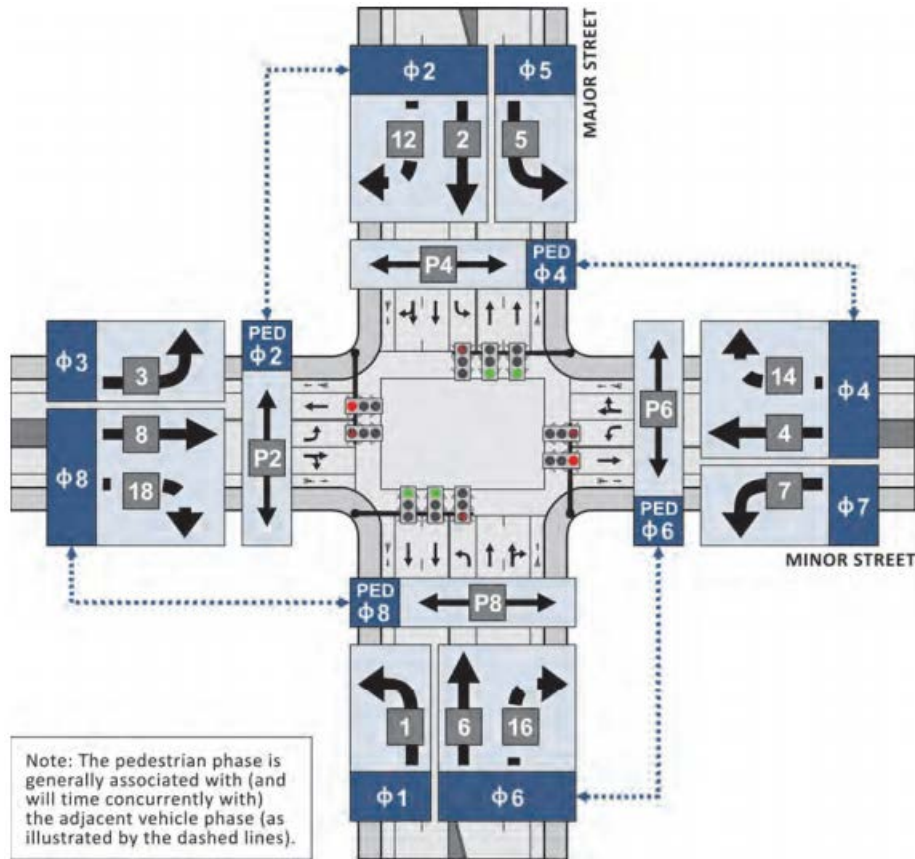 MAJOR STREET
Φ2
Φ5
12
2
5
P4
PED
Φ4
Φ3
3
PED
Φ2
P6
14
Φ4
8
P2
4
Φ8
18
7
PED
Φ6
Φ7
MINOR STREET
PED
Φ8
P8
1
6
16
Φ1
Φ6
Note: The pedestrian phase is
generally associated with (and
will time concurrently with)
the adjacent vehicle phase (as
illustrated by the dashed lines).